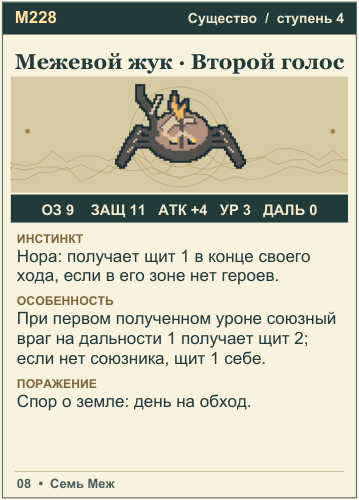 М228
Существо / ступень 4
Межевой жук · Второй голос
ОЗ 9 ЗАЩ 11 АТК +4 УР 3 ДАЛЬ 0
ИНСТИНКТ
Нора: получает щит 1 в конце своего
хода, если в его зоне нет героев.
ОСОБЕННОСТЬ
При первом полученном уроне союзный
враг на дальности 1 получает щит 2;
если нет союзника, щит 1 себе.
ПОРАЖЕНИЕ
Спор о земле: день на обход.
08 • Семь Меж